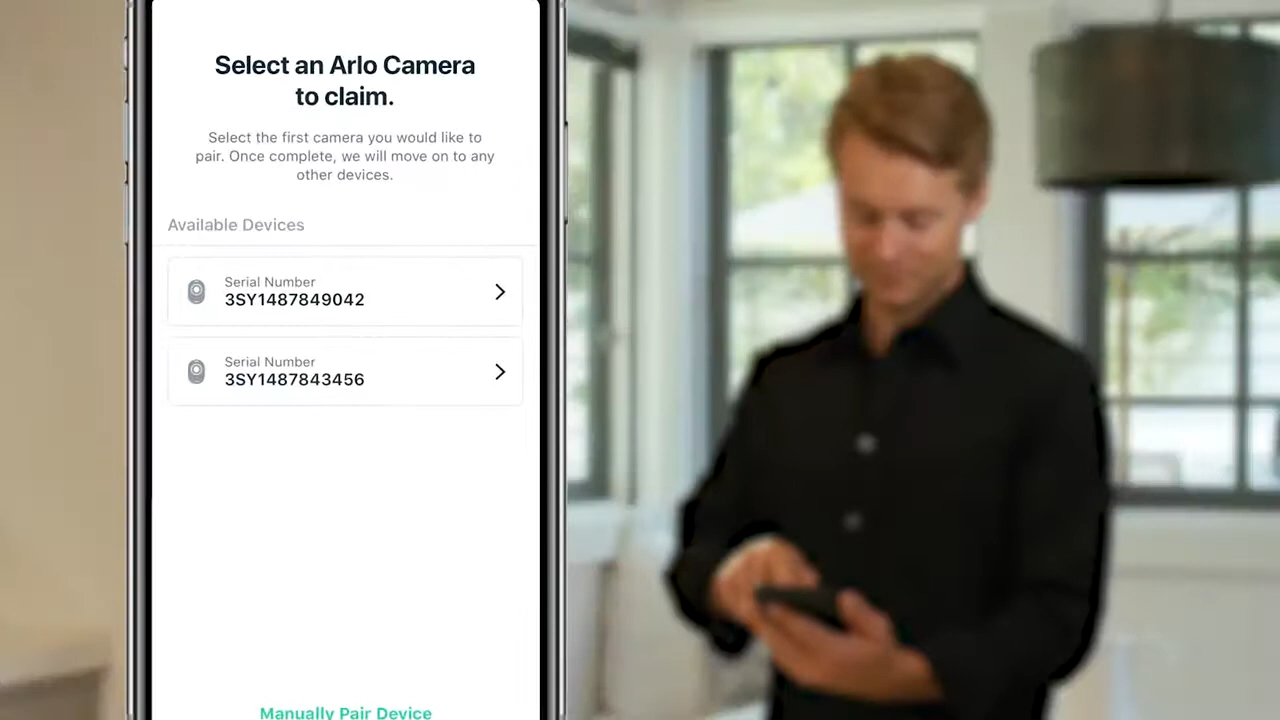 Select an Arlo Camera
to claim.
Select the first camera you would like to
pair. Once complete, we will move on to any
other devices.
Available Devices
Serial Number
3SY1487849042
Serial Number
3SY1487843456
Manually Pair Device